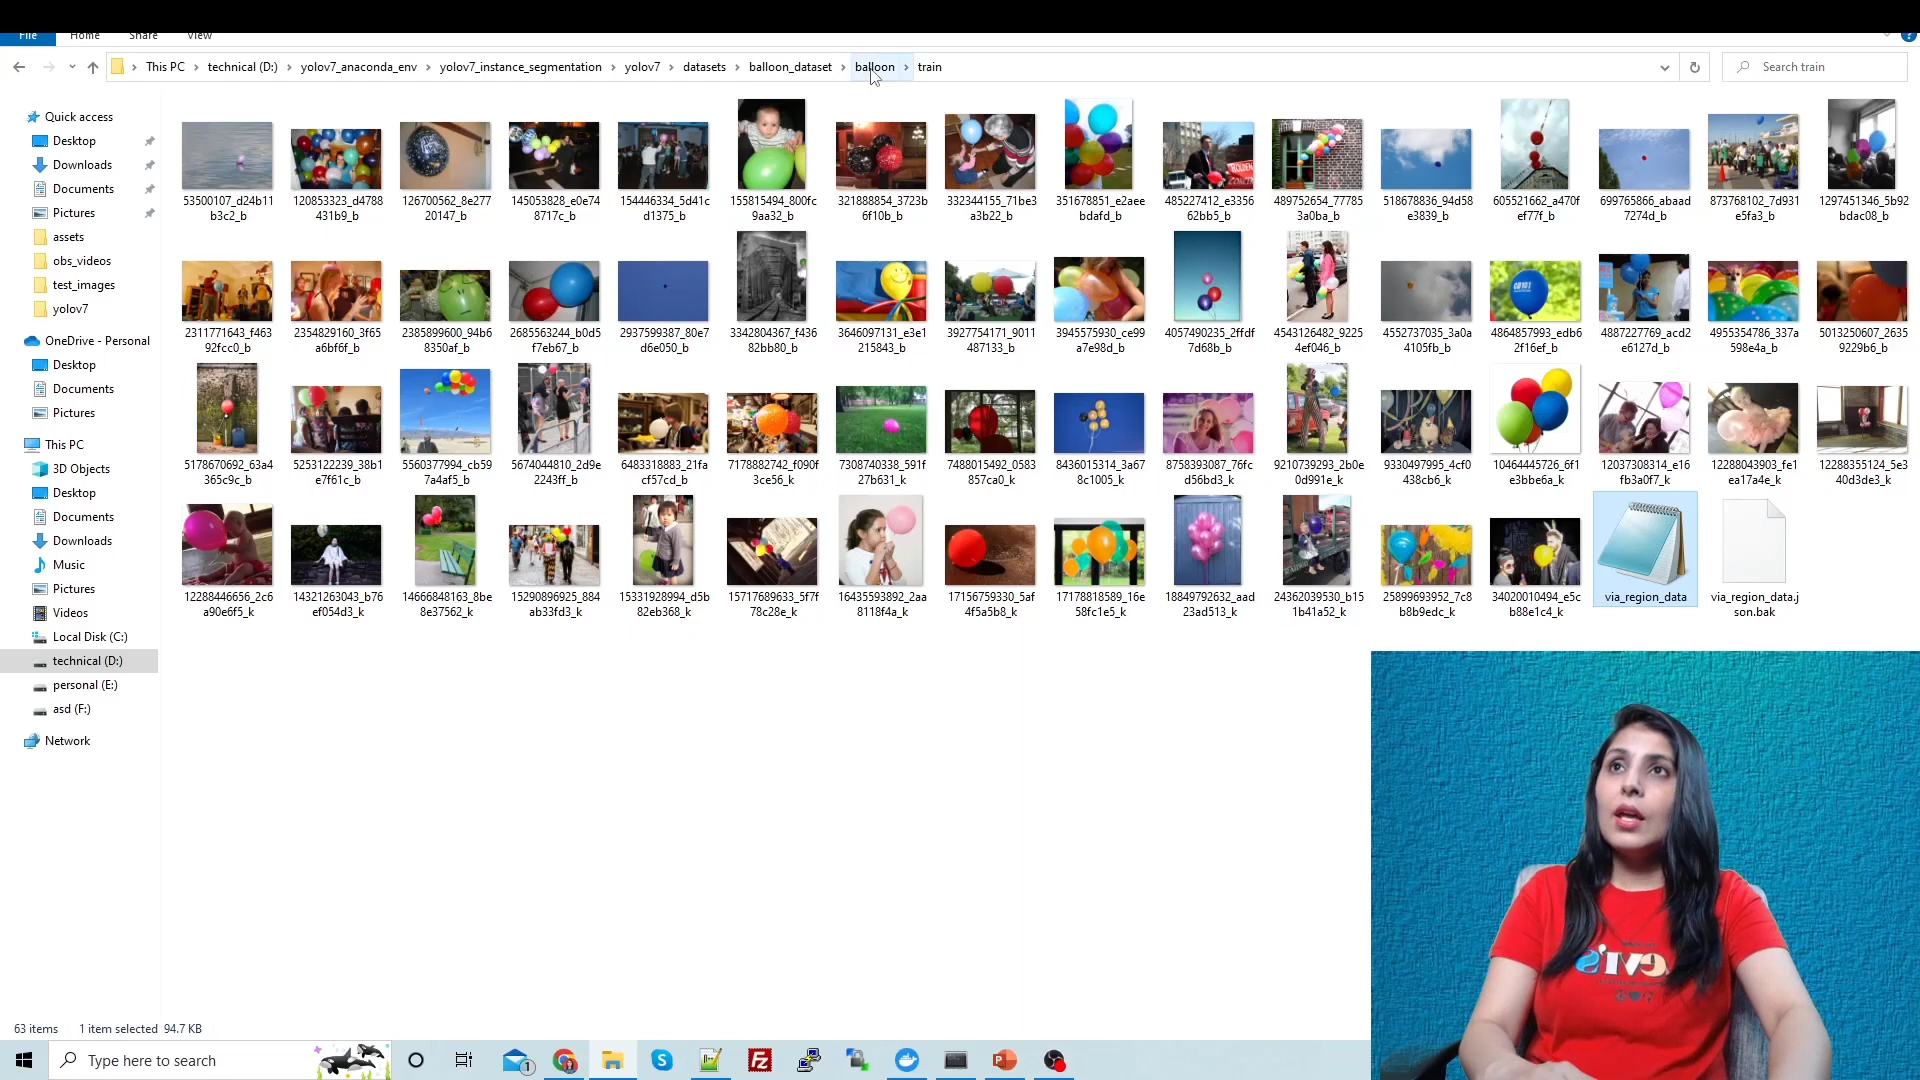 File Home Share View
This PC > technical (D:) > yolov7_anaconda_env > yolov7_instance_segmentation > yolov7 > datasets > balloon_dataset > balloon > train
Search train
Quick access
Desktop
Downloads
Documents
Pictures
assets
obs_videos
test_images
yolov7
OneDrive - Personal
Desktop
Documents
Pictures
This PC
3D Objects
Desktop
Documents
Downloads
Music
Pictures
Videos
Local Disk (C:)
technical (D:)
personal (E:)
asd (F:)
Network
53500107_d24b11
b3c2_b
120853323_d4788
431b9_b
126700562_8e277
20147_b
145053828_e0e74
8717c_b
154446334_5d41c
d1375_b
155815494_800fc
9aa32_b
321888854_3723b
6f10b_b
332344155_71be3
a3b22_b
351678851_e2aee
bdafd_b
485227412_e3356
62bb5_b
489752654_77785
3a0ba_b
518678836_94d58
e3839_b
605521662_a470f
ef77f_b
699765866_abaad
7274d_b
873768102_7d931
e5fa3_b
1297451346_5b92
bdac08_b
2311771643_f463
92fcc0_b
2354829160_3f65
a6bf6f_b
2385899600_94b6
8350af_b
2685563244_b0d5
f7eb67_b
2937599387_80e7
d6e050_b
3342804367_f436
82bb80_b
3646097131_e3e1
215843_b
3927754171_9011
487133_b
3945575930_ce99
a7e98d_b
4057490235_2ffdf
7d68b_b
4543126482_9225
4ef046_b
4552737035_3a0a
4105fb_b
4864857993_edb6
2f16ef_b
4887227769_acd2
e6127d_b
4955354786_337a
598e4a_b
5013250607_2635
9229b6_b
5178670692_63a4
365c9c_b
5253122239_38b1
e7f61c_b
5560377994_cb59
7a4af5_b
5674044810_2d9e
2243ff_b
6483318883_21fa
cf57cd_b
7178882742_f090f
3ce56_k
7308740338_591f
27b631_k
7488015492_0583
857ca0_k
8436015314_3a67
8c1005_k
8758393087_76fc
d56bd3_k
9210739293_2b0e
0d991e_k
9330497995_4cf0
438cb6_k
10464445726_6f1
e3bbe6a_k
12037308314_e16
fb3a0f7_k
12288043903_fe1
ea17a4e_k
12288355124_5e3
40d3de3_k
12288446656_2c6
a90e6f5_k
14321263043_b76
ef054d3_k
14666848163_8be
8e37562_k
15290896925_884
ab33fd3_k
15331928994_d5b
82eb368_k
15717689633_5f7f
78c28e_k
16435593892_2aa
8118f4a_k
17156759330_5af
4f5a5b8_k
17178818589_16e
58fc1e5_k
18849792632_aad
23ad513_k
24362039530_b15
1b41a52_k
25899693952_7c8
b8b9edc_k
34020010494_e5c
b88e1c4_k
via_region_data
via_region_data.j
son.bak
63 items 1 item selected 94.7 KB
Type here to search